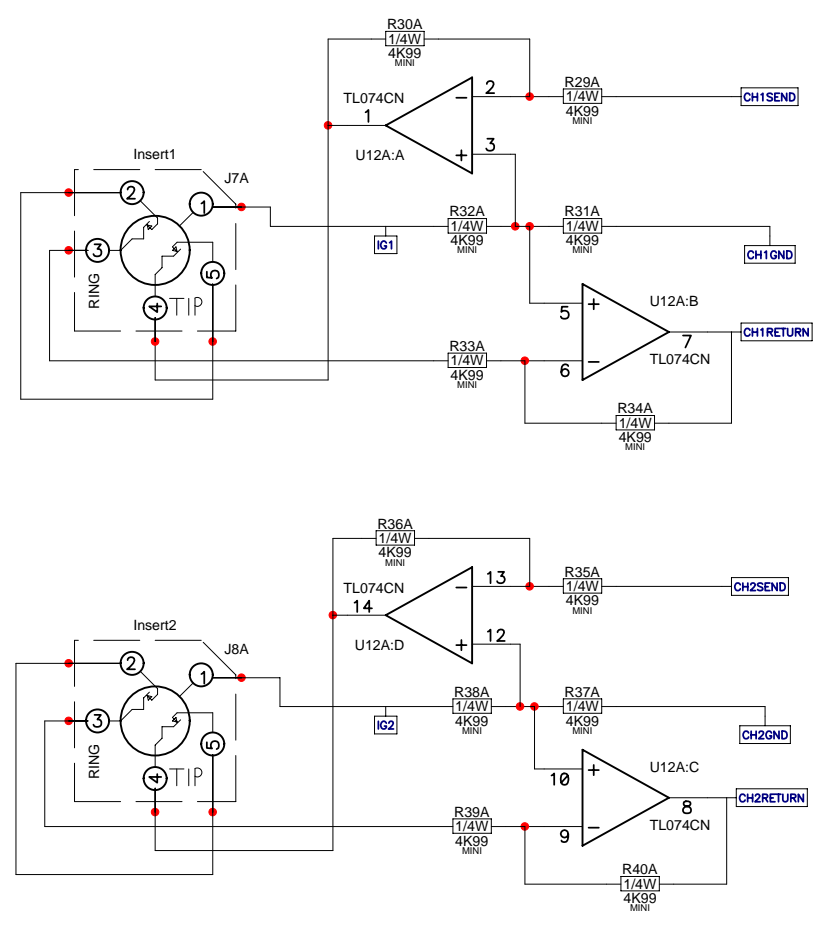 R30A
1/4W
4K99
MINI
R29A
1/4W
4K99
MINI
CH1SEND
TL074CN
1
2
3
U12A:A
Insert1
J7A
2
1
3
4
5
RING
TIP
IG1
R32A
1/4W
4K99
MINI
R31A
1/4W
4K99
MINI
CH1GND
U12A:B
5
6
7
TL074CN
CH1RETURN
R33A
1/4W
4K99
MINI
R34A
1/4W
4K99
MINI
R36A
1/4W
4K99
MINI
R35A
1/4W
4K99
MINI
CH2SEND
TL074CN
14
13
12
U12A:D
Insert2
J8A
2
1
3
4
5
RING
TIP
IG2
R38A
1/4W
4K99
MINI
R37A
1/4W
4K99
MINI
CH2GND
U12A:C
10
9
8
TL074CN
CH2RETURN
R39A
1/4W
4K99
MINI
R40A
1/4W
4K99
MINI